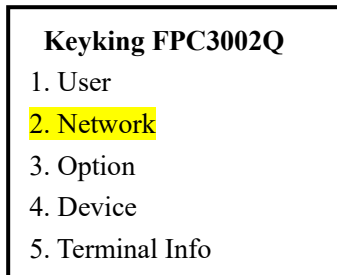 Keyking FPC3002Q
1. User
2. Network
3. Option
4. Device
5. Terminal Info